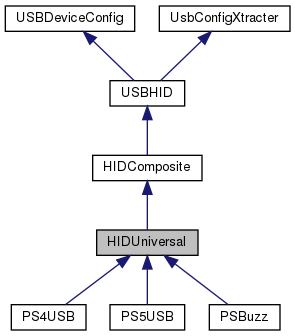 USBDeviceConfig
UsbConfigXtracter
USBHID
HIDComposite
HIDUniversal
PS4USB
PS5USB
PSBuzz